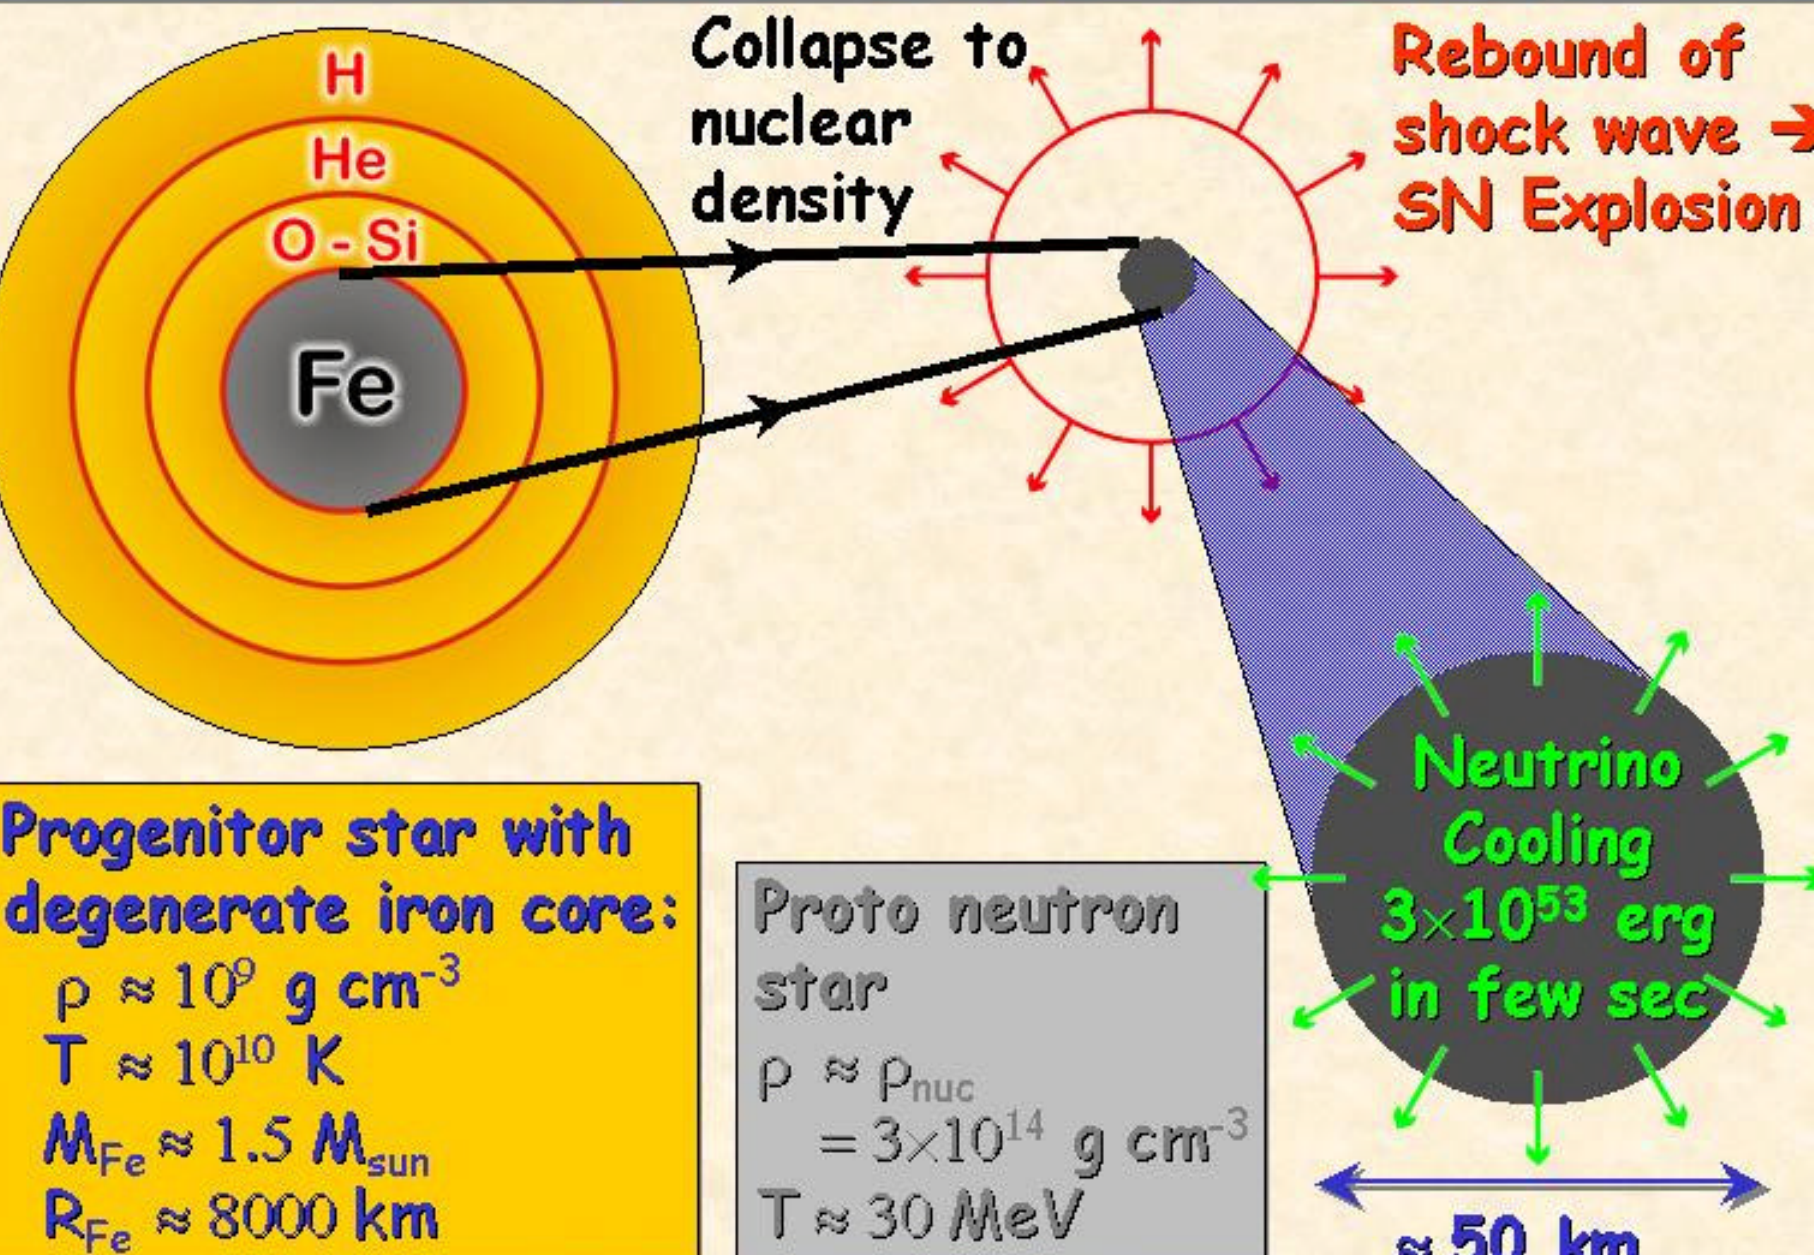 H
He
O - Si
Fe
Collapse to
nuclear
density
Rebound of
shock wave ➔
SN Explosion
Progenitor star with
degenerate iron core:
ρ ≈ 10⁹ g cm⁻³
T ≈ 10¹⁰ K
M_Fe ≈ 1.5 M_sun
R_Fe ≈ 8000 km
Proto neutron
star
ρ ≈ ρ_nuc
= 3×10¹⁴ g cm⁻³
T ≈ 30 MeV
Neutrino
Cooling
3×10⁵³ erg
in few sec
≈ 50 km